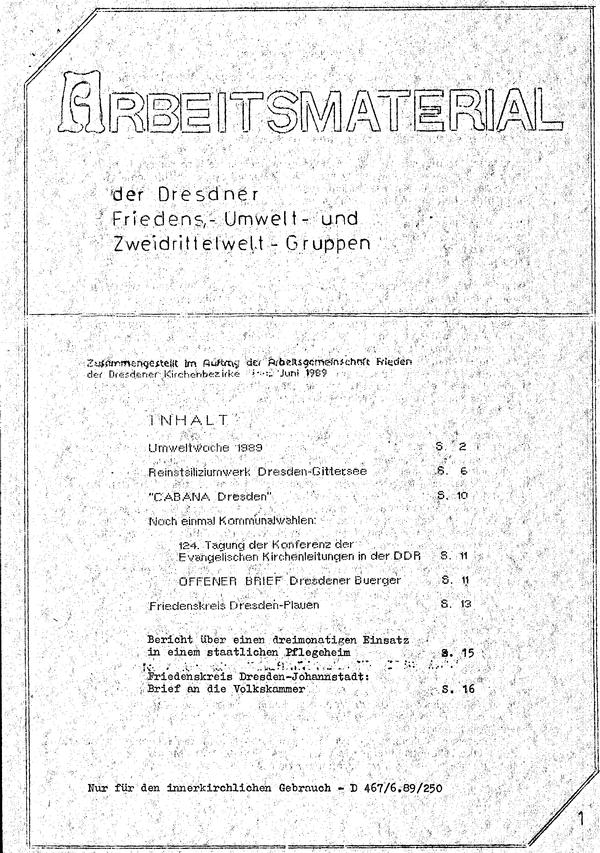 ARBEITSMATERIAL
der Dresdner
Friedens,- Umwelt- und
Zweidrittelwelt - Gruppen
Zusammengestellt im Auftrag der Arbeitsgemeinschaft Frieden
der Dresdener Kirchenbezirke Juni 1989
INHALT
Umweltwoche 1989 S. 2
Reinstsiliziumwerk Dresden-Gittersee S. 6
"CABANA Dresden" S. 10
Noch einmal Kommunalwahlen:
124. Tagung der Konferenz der
Evangelischen Kirchenleitungen in der DDR S. 11
OFFENER BRIEF Dresdener Buerger S. 11
Friedenskreis Dresden-Plauen S. 13
Bericht über einen dreimonatigen Einsatz
in einem staatlichen Pflegeheim S. 15
Friedenskreis Dresden-Johannstadt:
Brief an die Volkskammer S. 16
Nur für den innerkirchlichen Gebrauch - D 467/6.89/250
1